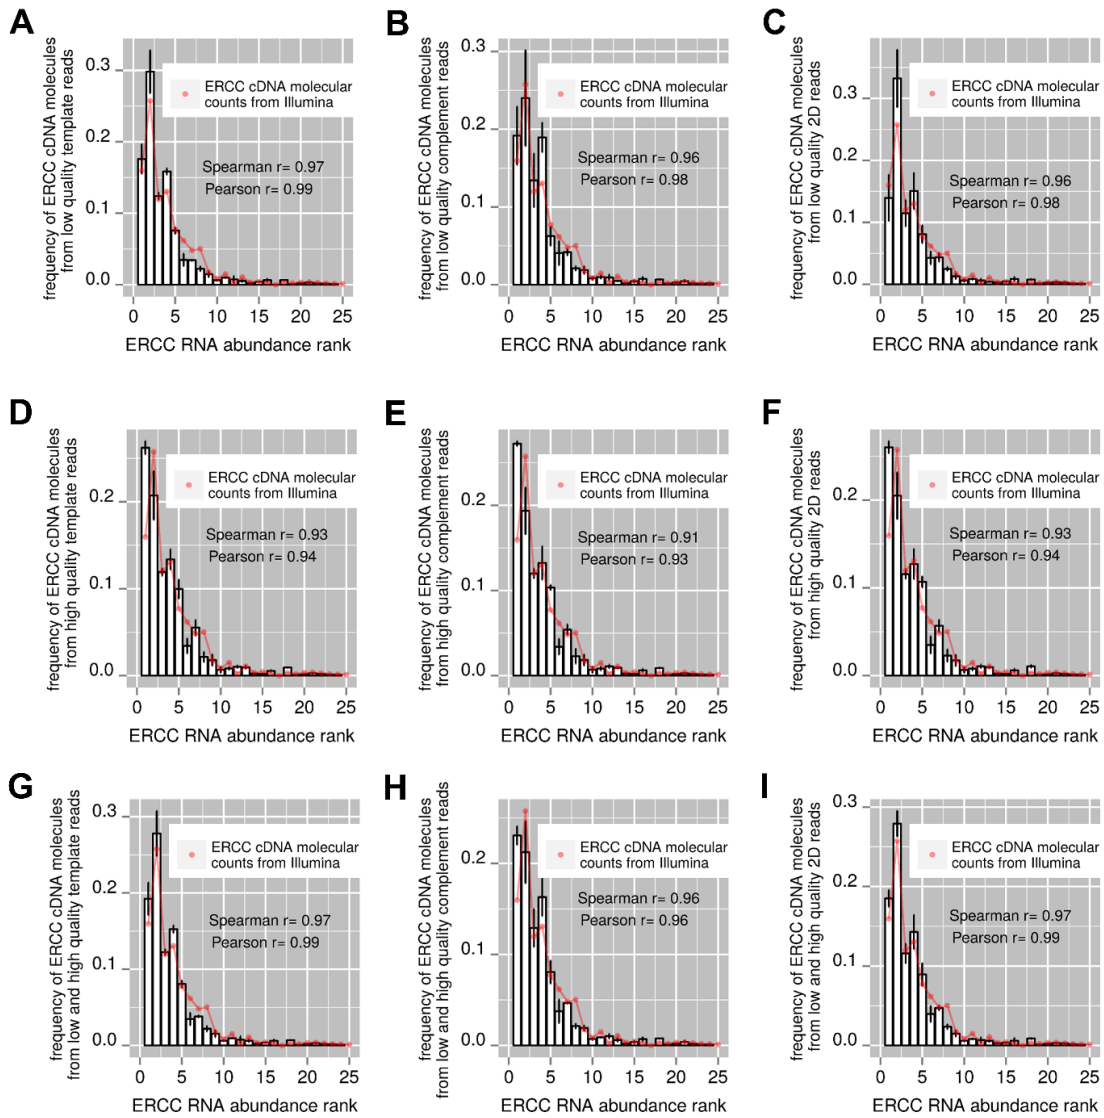 A
frequency of ERCC cDNA molecules
from low quality template reads
0.3
0.2
0.1
0.0
ERCC cDNA molecular
counts from Illumina
Spearman r= 0.97
Pearson r= 0.99
0 5 10 15 20 25
ERCC RNA abundance rank
B
frequency of ERCC cDNA molecules
from low quality complement reads
0.3
0.2
0.1
0.0
ERCC cDNA molecular
counts from Illumina
Spearman r= 0.96
Pearson r= 0.98
0 5 10 15 20 25
ERCC RNA abundance rank
C
frequency of ERCC cDNA molecules
from low quality 2D reads
0.3
0.2
0.1
0.0
ERCC cDNA molecular
counts from Illumina
Spearman r= 0.96
Pearson r= 0.98
0 5 10 15 20 25
ERCC RNA abundance rank
D
frequency of ERCC cDNA molecules
from high quality template reads
0.2
0.1
0.0
ERCC cDNA molecular
counts from Illumina
Spearman r= 0.93
Pearson r= 0.94
0 5 10 15 20 25
ERCC RNA abundance rank
E
frequency of ERCC cDNA molecules
from high quality complement reads
0.2
0.1
0.0
ERCC cDNA molecular
counts from Illumina
Spearman r= 0.91
Pearson r= 0.93
0 5 10 15 20 25
ERCC RNA abundance rank
F
frequency of ERCC cDNA molecules
from high quality 2D reads
0.2
0.1
0.0
ERCC cDNA molecular
counts from Illumina
Spearman r= 0.93
Pearson r= 0.94
0 5 10 15 20 25
ERCC RNA abundance rank
G
frequency of ERCC cDNA molecules
from low and high quality template reads
0.3
0.2
0.1
0.0
ERCC cDNA molecular
counts from Illumina
Spearman r= 0.97
Pearson r= 0.99
0 5 10 15 20 25
ERCC RNA abundance rank
H
frequency of ERCC cDNA molecules
from low and high quality complement reads
0.2
0.1
0.0
ERCC cDNA molecular
counts from Illumina
Spearman r= 0.96
Pearson r= 0.96
0 5 10 15 20 25
ERCC RNA abundance rank
I
frequency of ERCC cDNA molecules
from low and high quality 2D reads
0.3
0.2
0.1
0.0
ERCC cDNA molecular
counts from Illumina
Spearman r= 0.97
Pearson r= 0.99
0 5 10 15 20 25
ERCC RNA abundance rank